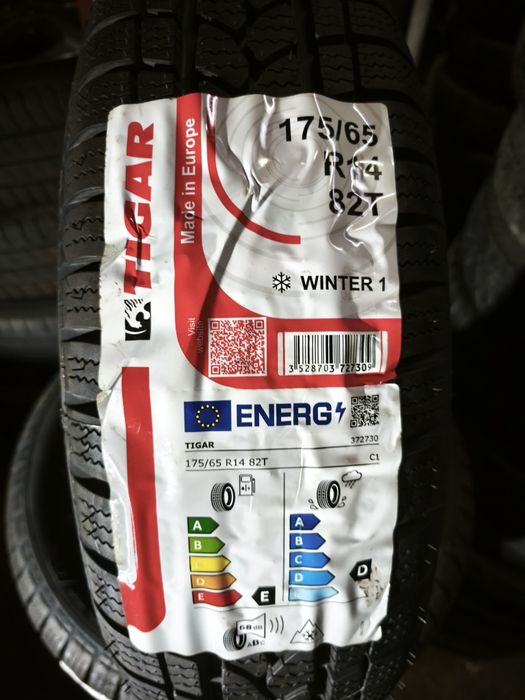 TIGAR
Made in Europe
175/65
R14
82T
WINTER 1
Visit
website
3 528703 727309
ENERG
TIGAR
372730
175/65 R14 82T
C1
A
B
C
D
E
E
A
B
C
D
D
68 dB
ABC